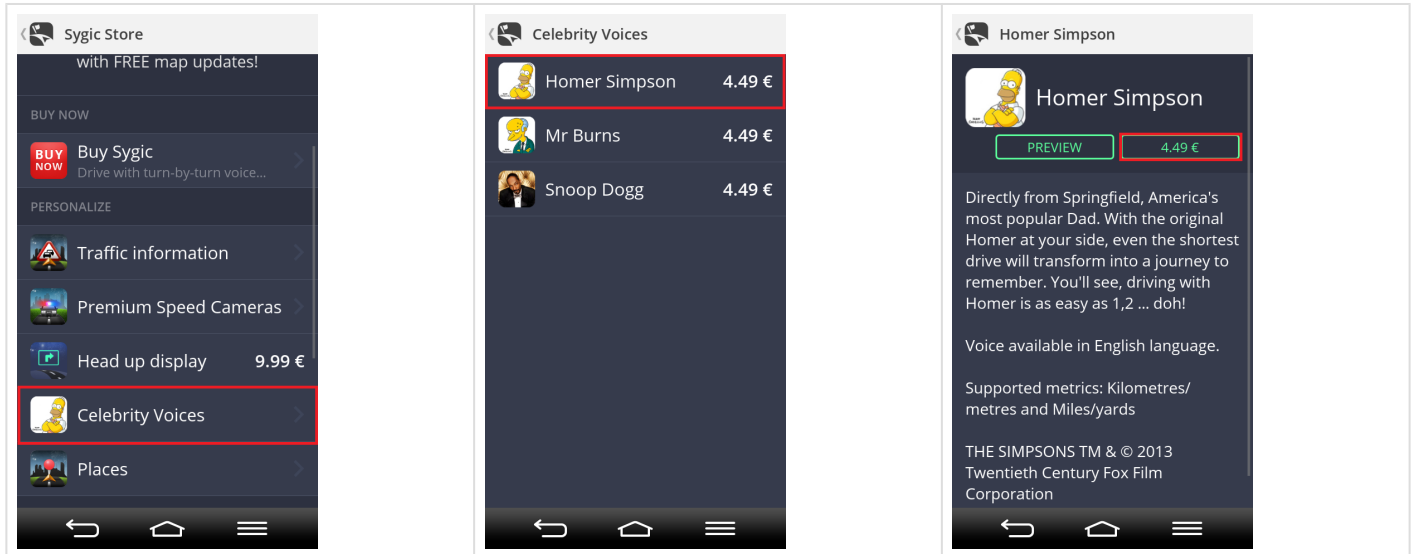 Sygic Store
with FREE map updates!
BUY NOW
BUY NOW
Buy Sygic
Drive with turn-by-turn voice...
PERSONALIZE
Traffic information
Premium Speed Cameras
Head up display 9.99 €
Celebrity Voices
Places
Celebrity Voices
Homer Simpson 4.49 €
Mr Burns 4.49 €
Snoop Dogg 4.49 €
Homer Simpson
Homer Simpson
PREVIEW 4.49 €
Directly from Springfield, America's
most popular Dad. With the original
Homer at your side, even the shortest
drive will transform into a journey to
remember. You'll see, driving with
Homer is as easy as 1,2 ... doh!
Voice available in English language.
Supported metrics: Kilometres/
metres and Miles/yards
THE SIMPSONS TM & © 2013
Twentieth Century Fox Film
Corporation